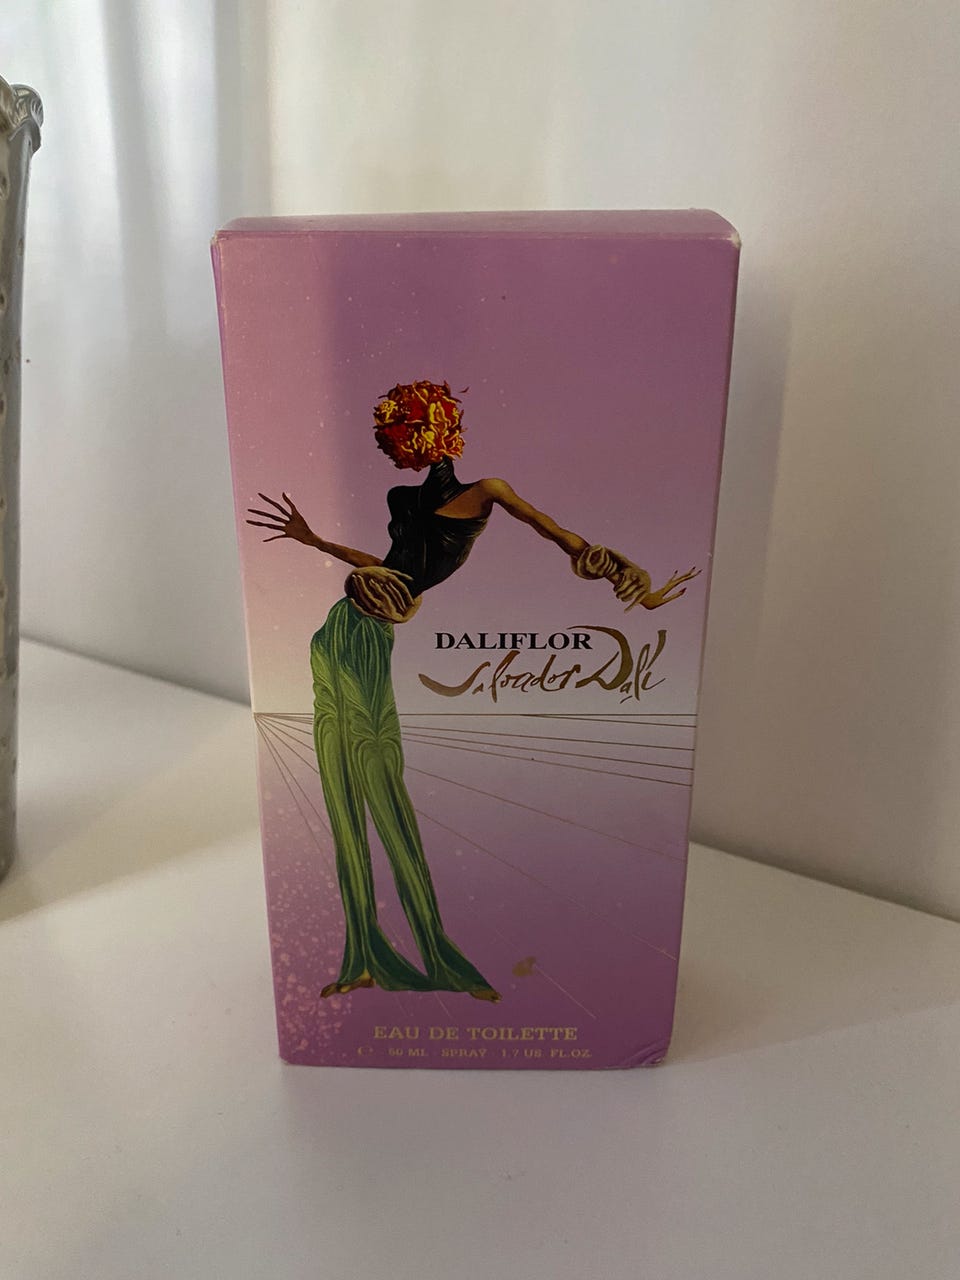 DALIFLOR
Salvador Dalí
EAU DE TOILETTE
℮ 50 ML - SPRAY - 1.7 US. FL.OZ.